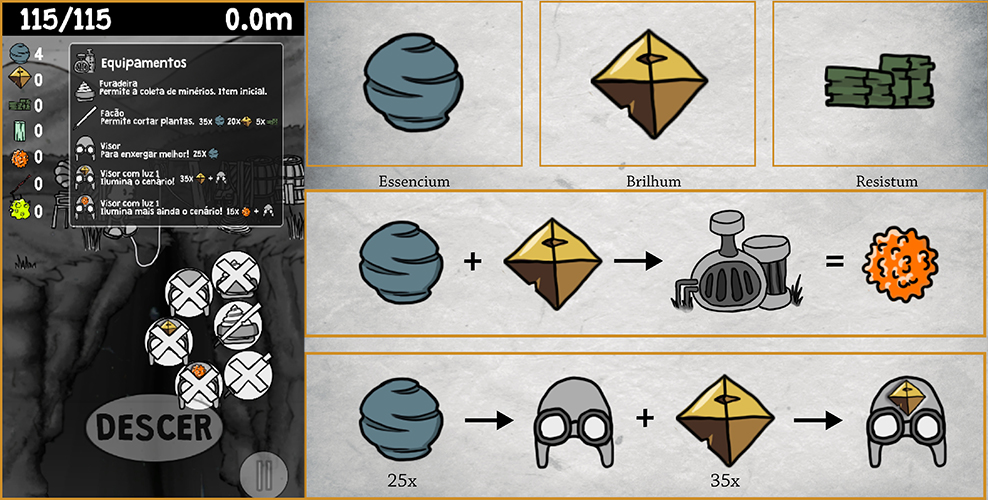 115/115 0.0m
4
0
0
0
0
0
0
Equipamentos
Furadeira
Permite a coleta de minérios. Item inicial.
Facão
Permite cortar plantas. 35x 20x 5x
Visor
Para enxergar melhor! 25x
Visor com luz 1
Ilumina o cenário! 35x +
Visor com luz 1
Ilumina mais ainda o cenário! 15x +
DESCER
Essencium
Brilhum
Resistum
+ =
+
25x
35x